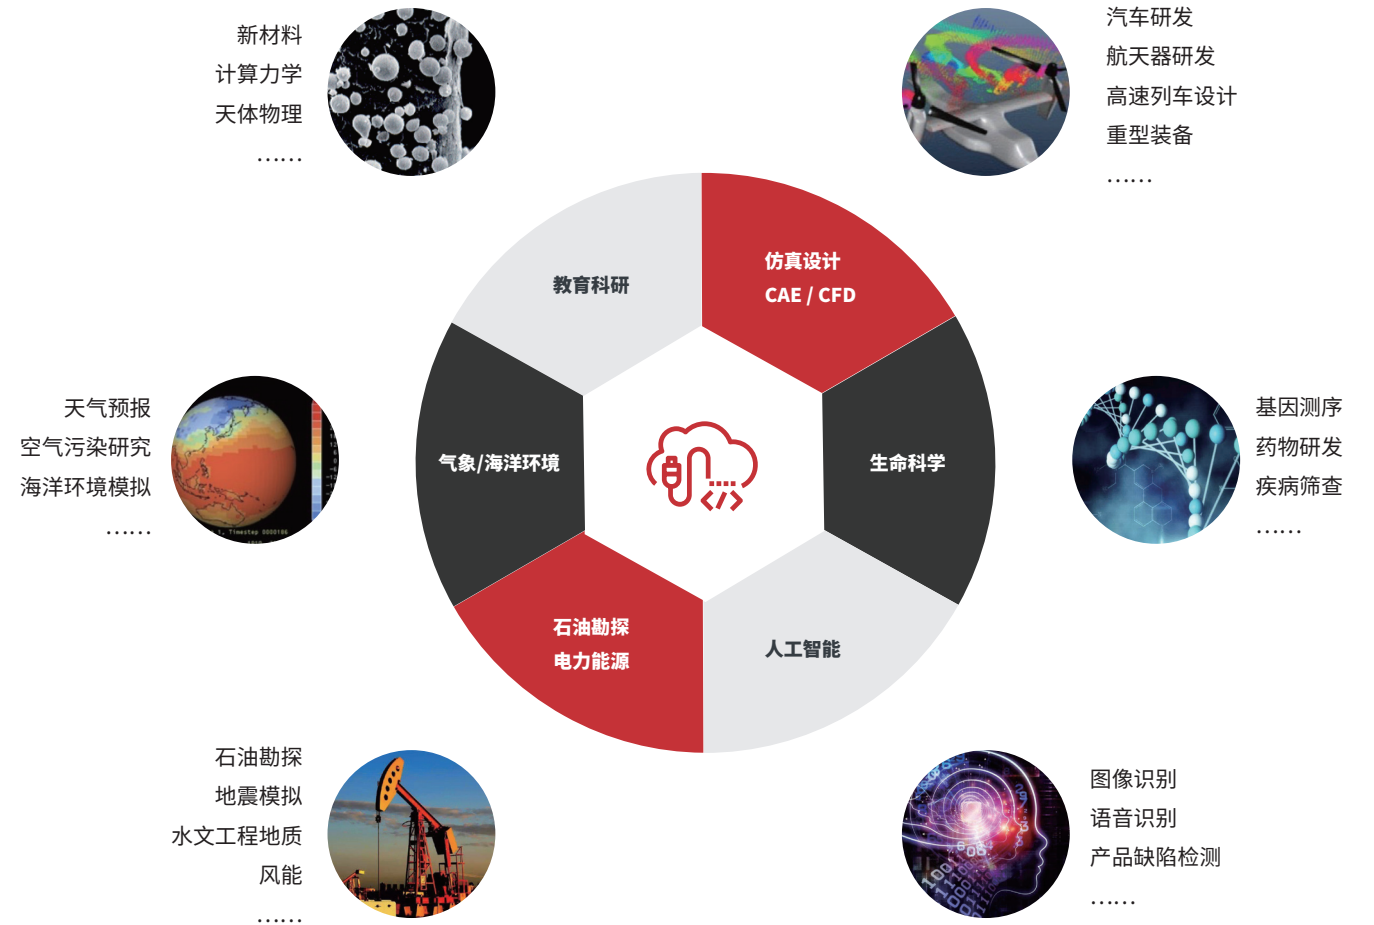 新材料
计算力学
天体物理
……
汽车研发
航天器研发
高速列车设计
重型装备
……
教育科研
仿真设计
CAE / CFD
天气预报
空气污染研究
海洋环境模拟
……
气象/海洋环境
生命科学
基因测序
药物研发
疾病筛查
……
石油勘探
电力能源
人工智能
石油勘探
地震模拟
水文工程地质
风能
……
图像识别
语音识别
产品缺陷检测
……